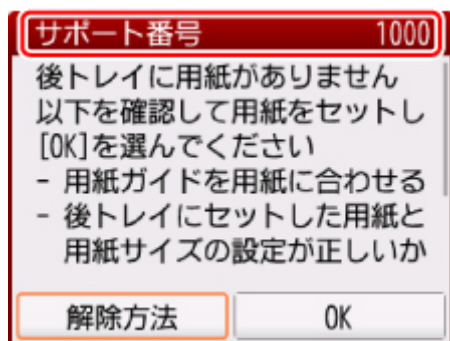 サポート番号 1000
後トレイに用紙がありません
以下を確認して用紙をセットし
[OK]を選んでください
- 用紙ガイドを用紙に合わせる
- 後トレイにセットした用紙と
用紙サイズの設定が正しいか
解除方法 OK